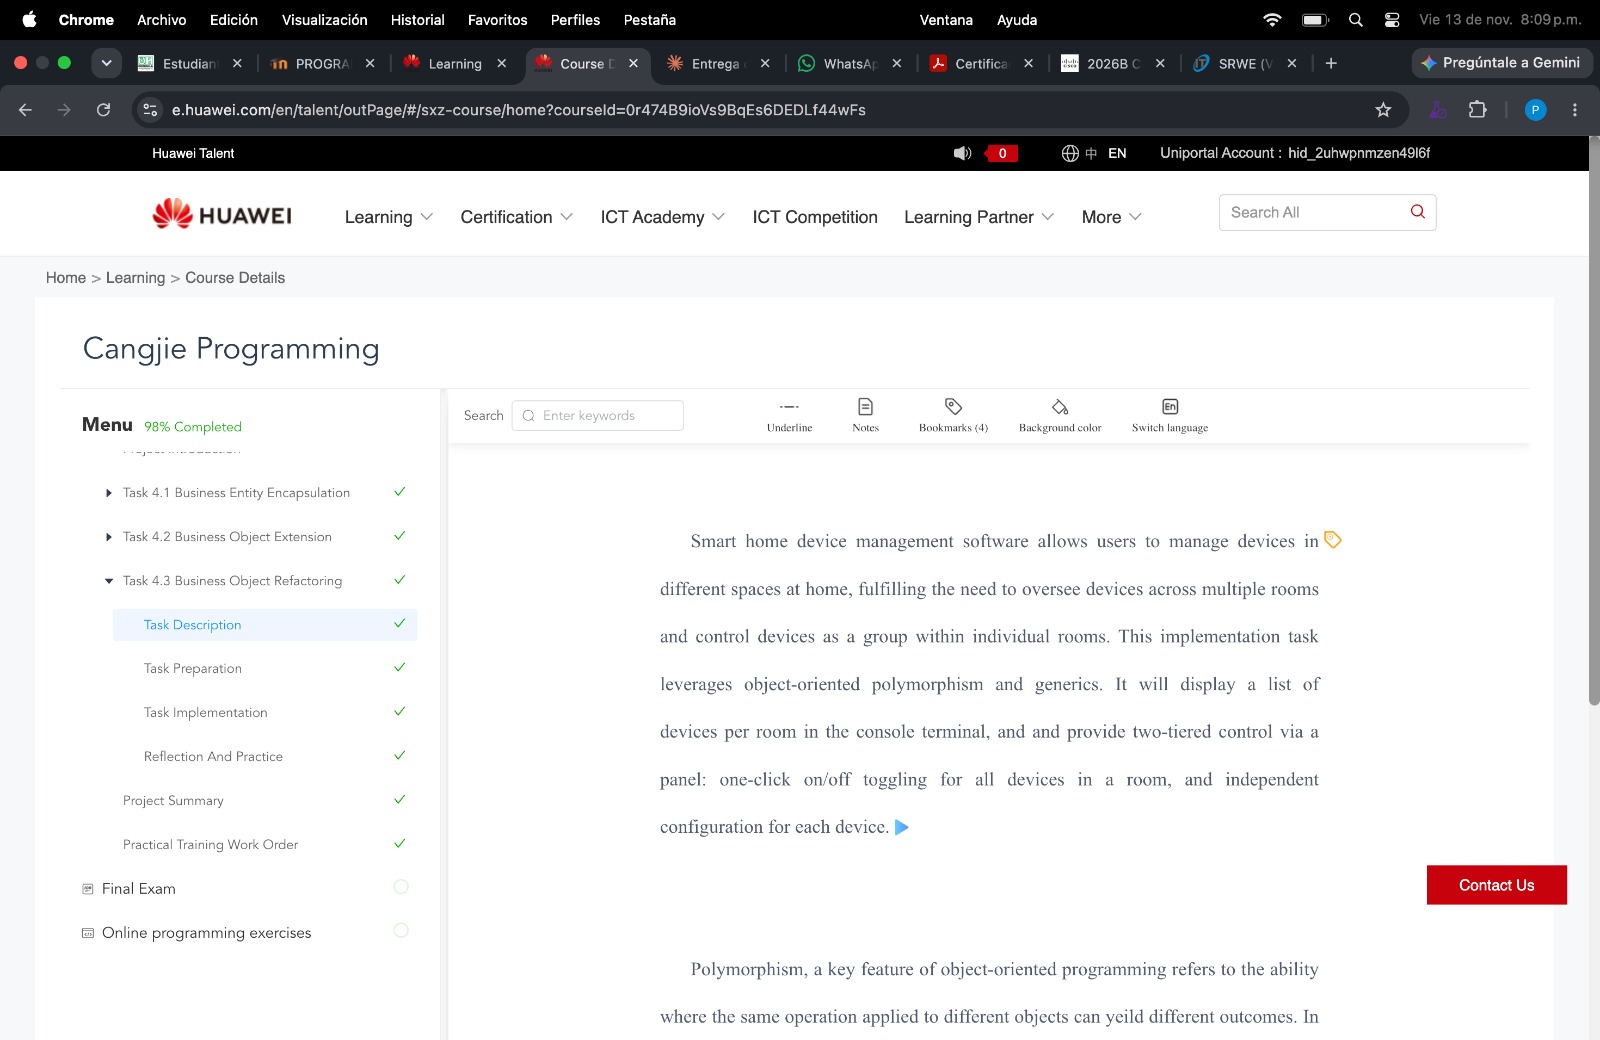 Chrome Archivo Edición Visualización Historial Favoritos Perfiles Pestaña Ventana Ayuda Vie 13 de nov. 8:09 p.m.
Estudian PROGRA Learning Course D Entrega WhatsAp Certifica 2026B C SRWE (V Pregúntale a Gemini
e.huawei.com/en/talent/outPage/#/sxz-course/home?courseId=0r474B9ioVs9BqEs6DEDLf44wFs P
Huawei Talent 0 中 EN Uniportal Account : hid_2uhwpnmzen49l6f
HUAWEI Learning Certification ICT Academy ICT Competition Learning Partner More Search All
Home > Learning > Course Details
Cangjie Programming
Menu 98% Completed
Project Introduction
Task 4.1 Business Entity Encapsulation
Task 4.2 Business Object Extension
Task 4.3 Business Object Refactoring
Task Description
Task Preparation
Task Implementation
Reflection And Practice
Project Summary
Practical Training Work Order
Final Exam
Online programming exercises
Search Enter keywords Underline Notes Bookmarks (4) Background color En Switch language
Smart home device management software allows users to manage devices in
different spaces at home, fulfilling the need to oversee devices across multiple rooms
and control devices as a group within individual rooms. This implementation task
leverages object-oriented polymorphism and generics. It will display a list of
devices per room in the console terminal, and and provide two-tiered control via a
panel: one-click on/off toggling for all devices in a room, and independent
configuration for each device.
Contact Us
Polymorphism, a key feature of object-oriented programming refers to the ability
where the same operation applied to different objects can yeild different outcomes. In